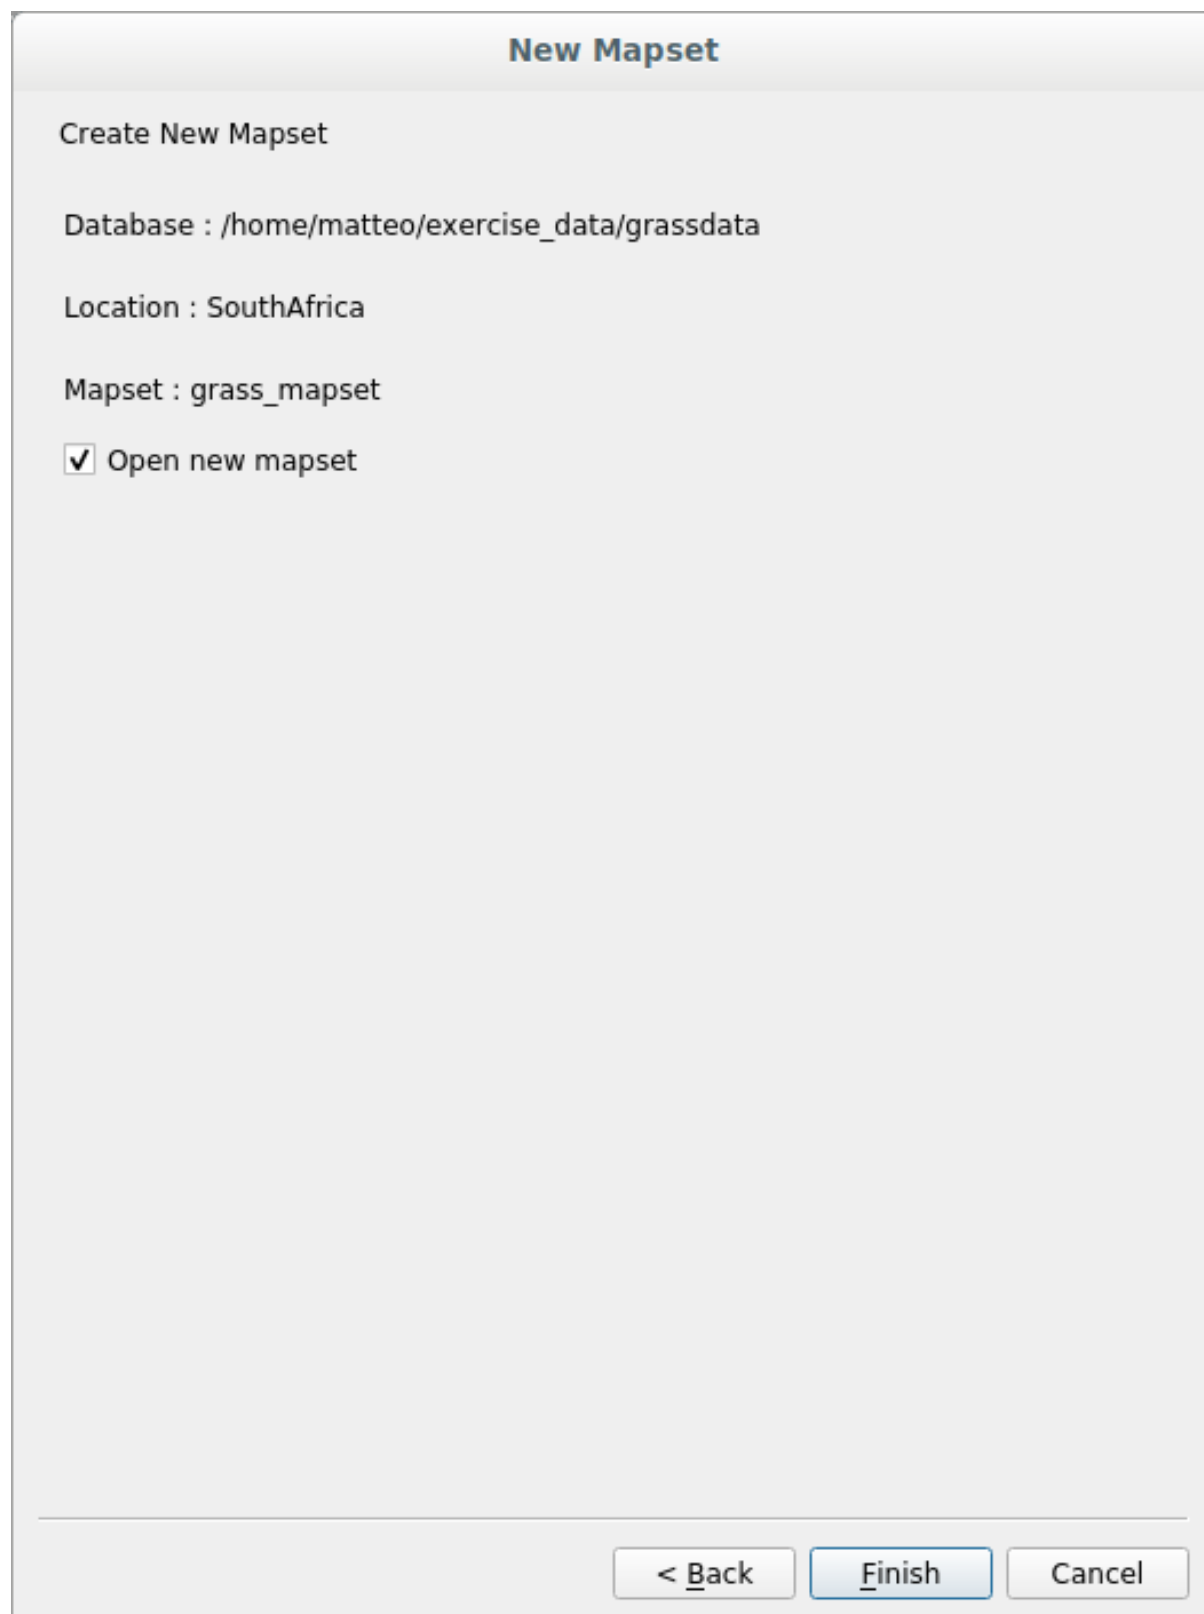 New Mapset
Create New Mapset
Database : /home/matteo/exercise_data/grassdata
Location : SouthAfrica
Mapset : grass_mapset
Open new mapset
< Back Finish Cancel